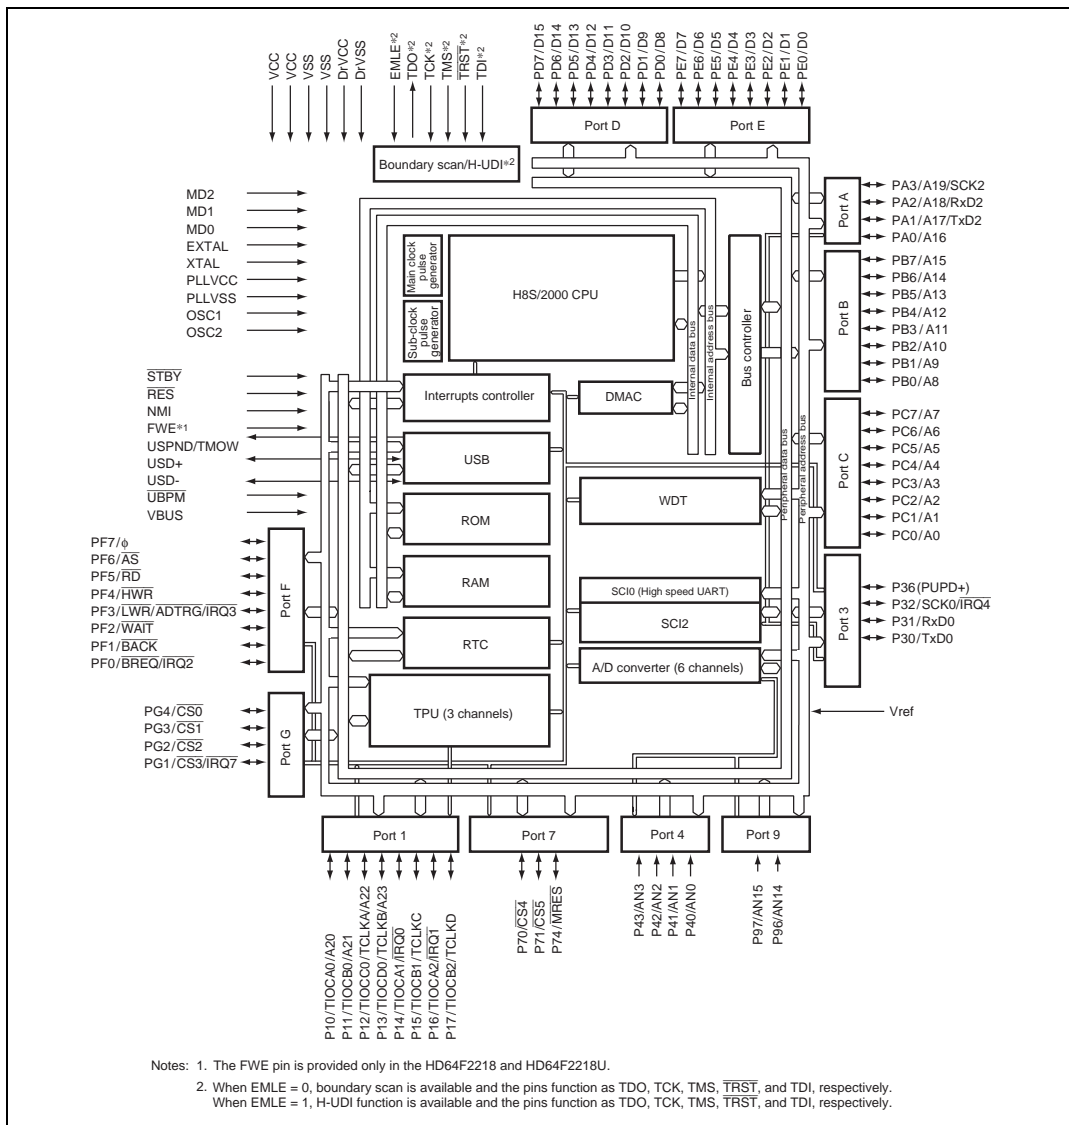 VCC
VCC
VSS
VSS
DrVCC
DrVSS
EMLE*2
TDO*2
TCK*2
TMS*2
TRST*2
TDI*2
PD7/D15
PD6/D14
PD5/D13
PD4/D12
PD3/D11
PD2/D10
PD1/D9
PD0/D8
PE7/D7
PE6/D6
PE5/D5
PE4/D4
PE3/D3
PE2/D2
PE1/D1
PE0/D0
Port D
Port E
Boundary scan/H-UDI*2
MD2
MD1
MD0
EXTAL
XTAL
PLLVCC
PLLVSS
OSC1
OSC2
STBY
RES
NMI
FWE*1
USPND/TMOW
USD+
USD-
UBPM
VBUS
Main clock
pulse
generator
Sub-clock
pulse
generator
H8S/2000 CPU
Interrupts controller
USB
ROM
RAM
RTC
TPU (3 channels)
DMAC
Internal data bus
Internal address bus
Bus controller
WDT
Peripheral data bus
Peripheral address bus
SCI0 (High speed UART)
SCI2
A/D converter (6 channels)
Port A
PA3/A19/SCK2
PA2/A18/RxD2
PA1/A17/TxD2
PA0/A16
Port B
PB7/A15
PB6/A14
PB5/A13
PB4/A12
PB3/A11
PB2/A10
PB1/A9
PB0/A8
Port C
PC7/A7
PC6/A6
PC5/A5
PC4/A4
PC3/A3
PC2/A2
PC1/A1
PC0/A0
Port 3
P36 (PUPD+)
P32/SCK0/IRQ4
P31/RxD0
P30/TxD0
Vref
PF7/ϕ
PF6/AS
PF5/RD
PF4/HWR
PF3/LWR/ADTRG/IRQ3
PF2/WAIT
PF1/BACK
PF0/BREQ/IRQ2
Port F
PG4/CS0
PG3/CS1
PG2/CS2
PG1/CS3/IRQ7
Port G
Port 1
Port 7
Port 4
Port 9
P10/TIOCA0/A20
P11/TIOCB0/A21
P12/TIOCC0/TCLKA/A22
P13/TIOCD0/TCLKB/A23
P14/TIOCA1/IRQ0
P15/TIOCB1/TCLKC
P16/TIOCA2/IRQ1
P17/TIOCB2/TCLKD
P70/CS4
P71/CS5
P74/MRES
P43/AN3
P42/AN2
P41/AN1
P40/AN0
P97/AN15
P96/AN14
Notes: 1. The FWE pin is provided only in the HD64F2218 and HD64F2218U.
2. When EMLE = 0, boundary scan is available and the pins function as TDO, TCK, TMS, TRST, and TDI, respectively.
When EMLE = 1, H-UDI function is available and the pins function as TDO, TCK, TMS, TRST, and TDI, respectively.